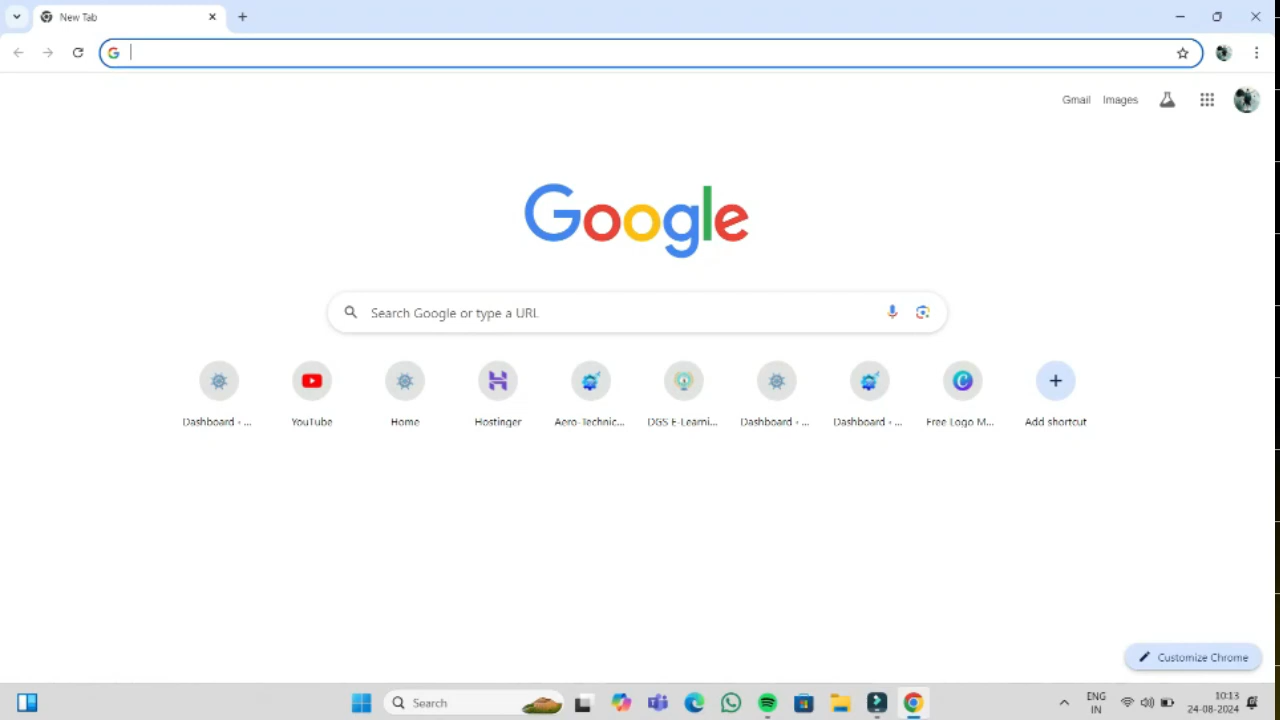 New Tab
Gmail Images
Google
Search Google or type a URL
Dashboard - ... YouTube Home Hostinger Aero-Technic... DGS E-Learni... Dashboard - ... Dashboard - ... Free Logo M... Add shortcut
Customize Chrome
Search
ENG
IN
10:13
24-08-2024